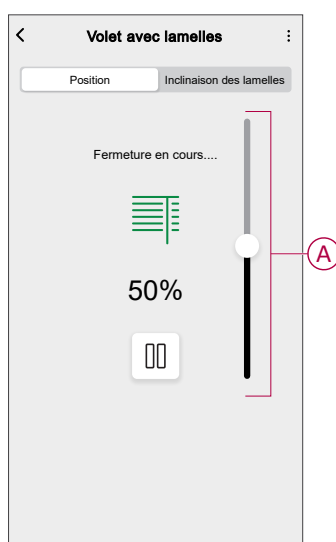 Volet avec lamelles
Position
Inclinaison des lamelles
Fermeture en cours....
A
50%